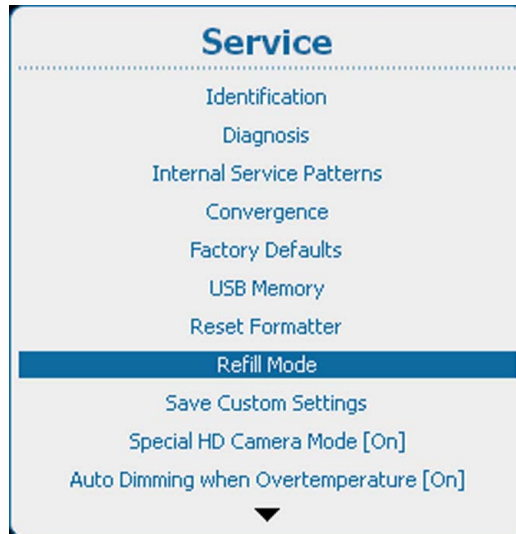 Service
Identification
Diagnosis
Internal Service Patterns
Convergence
Factory Defaults
USB Memory
Reset Formatter
Refill Mode
Save Custom Settings
Special HD Camera Mode [On]
Auto Dimming when Overtemperature [On]